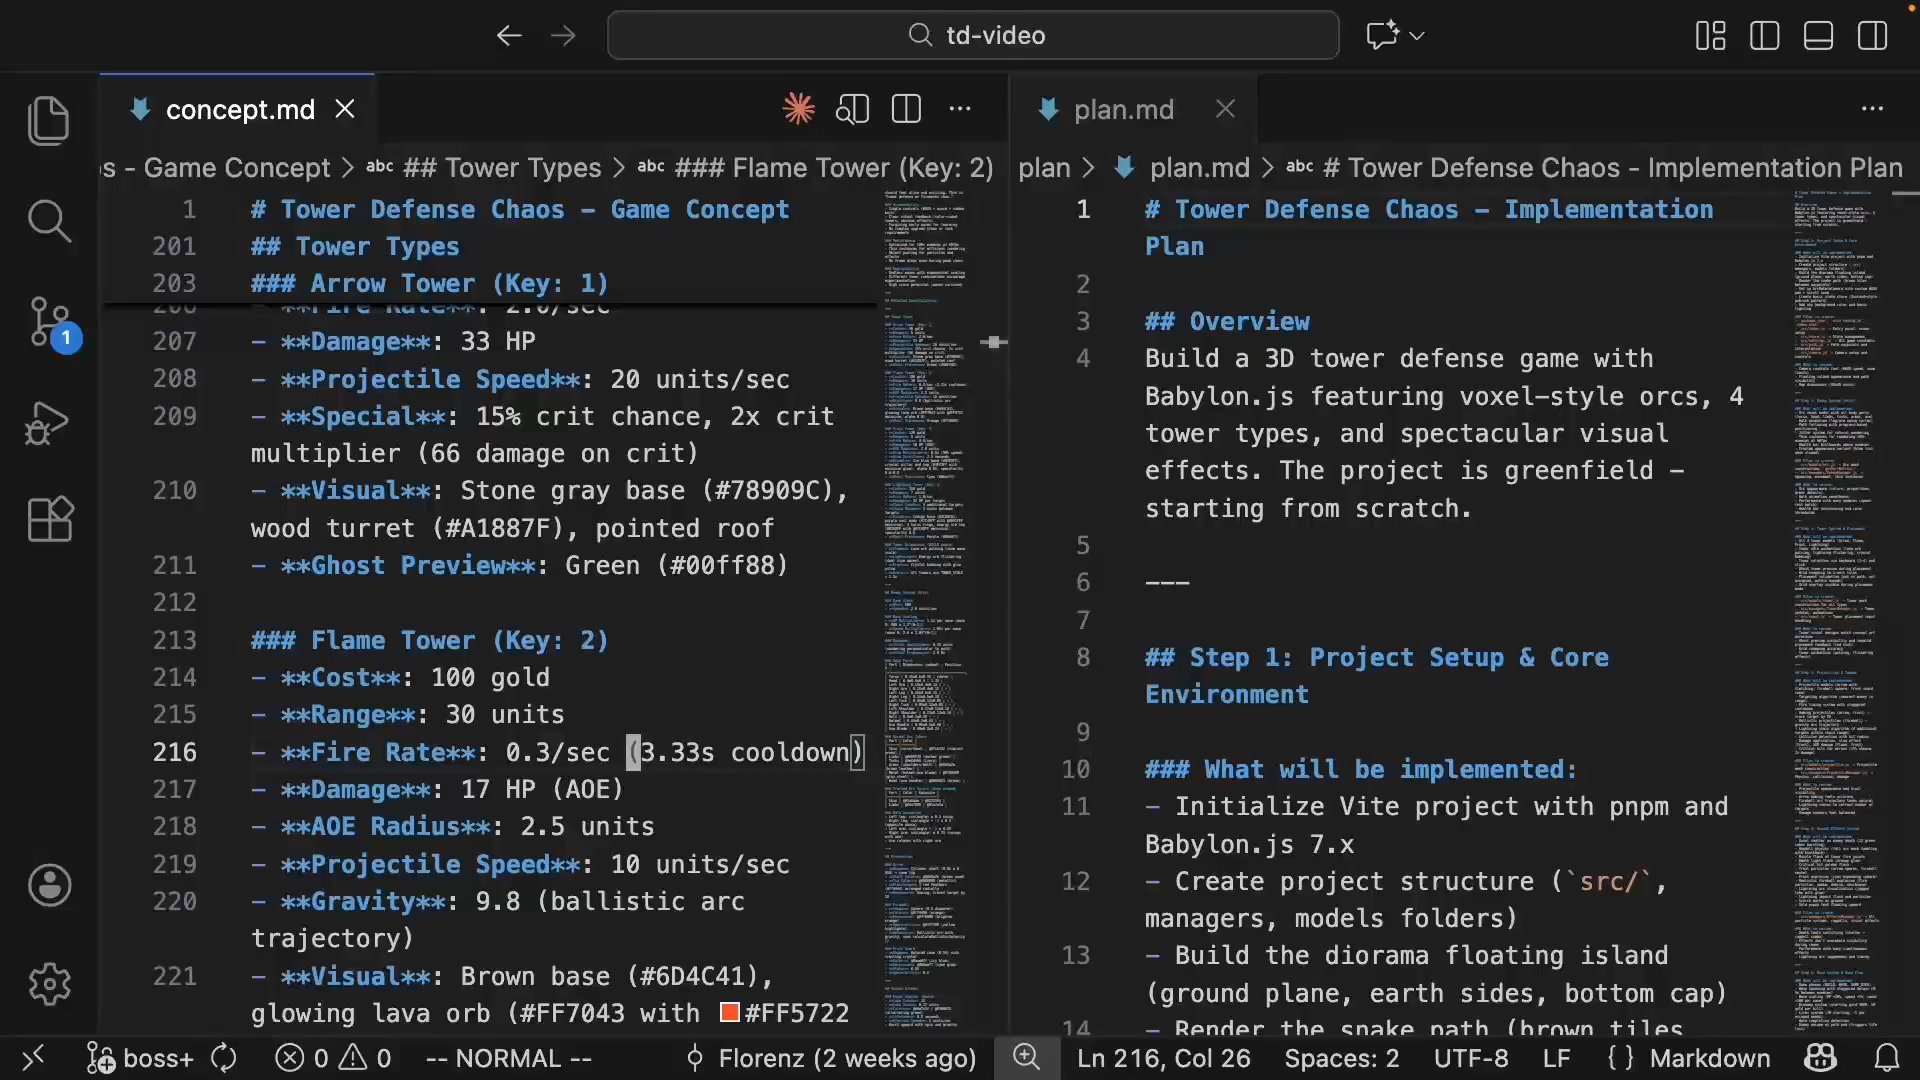 td-video
concept.md
plan.md
s - Game Concept > abc ## Tower Types > abc ### Flame Tower (Key: 2)
plan > plan.md > abc # Tower Defense Chaos - Implementation Plan
1 # Tower Defense Chaos - Game Concept
201 ## Tower Types
203 ### Arrow Tower (Key: 1)
207 - **Damage**: 33 HP
208 - **Projectile Speed**: 20 units/sec
209 - **Special**: 15% crit chance, 2x crit
multiplier (66 damage on crit)
210 - **Visual**: Stone gray base (#78909C),
wood turret (#A1887F), pointed roof
211 - **Ghost Preview**: Green (#00ff88)
212
213 ### Flame Tower (Key: 2)
214 - **Cost**: 100 gold
215 - **Range**: 30 units
216 - **Fire Rate**: 0.3/sec (3.33s cooldown)
217 - **Damage**: 17 HP (AOE)
218 - **AOE Radius**: 2.5 units
219 - **Projectile Speed**: 10 units/sec
220 - **Gravity**: 9.8 (ballistic arc
trajectory)
221 - **Visual**: Brown base (#6D4C41),
glowing lava orb (#FF7043 with #FF5722
1 # Tower Defense Chaos - Implementation
Plan
2
3 ## Overview
4 Build a 3D tower defense game with
Babylon.js featuring voxel-style orcs, 4
tower types, and spectacular visual
effects. The project is greenfield -
starting from scratch.
5
6 ---
7
8 ## Step 1: Project Setup & Core
Environment
9
10 ### What will be implemented:
11 - Initialize Vite project with pnpm and
Babylon.js 7.x
12 - Create project structure (`src/`,
managers, models folders)
13 - Build the diorama floating island
(ground plane, earth sides, bottom cap)
14 - Render the snake path (brown tiles
1
boss+ 0 0 -- NORMAL -- Florenz (2 weeks ago) Ln 216, Col 26 Spaces: 2 UTF-8 LF {} Markdown